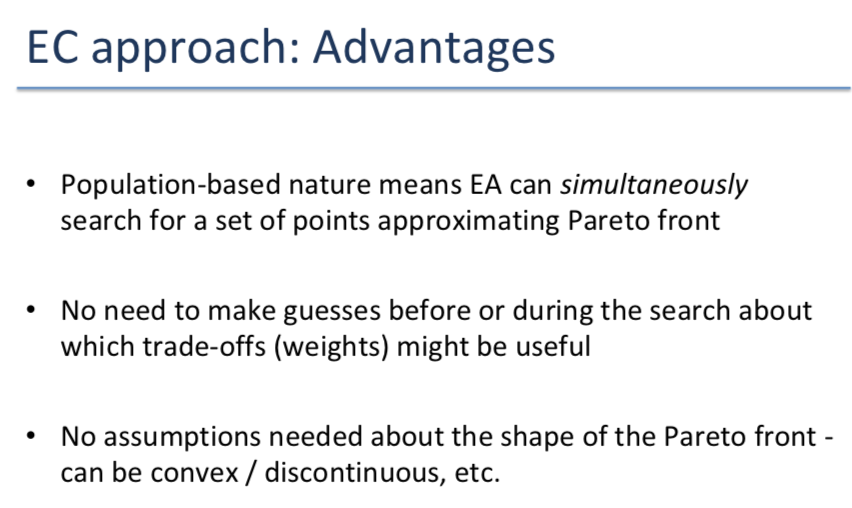 EC approach: Advantages
• Population-based nature means EA can simultaneously
search for a set of points approximating Pareto front
• No need to make guesses before or during the search about
which trade-offs (weights) might be useful
• No assumptions needed about the shape of the Pareto front -
can be convex / discontinuous, etc.